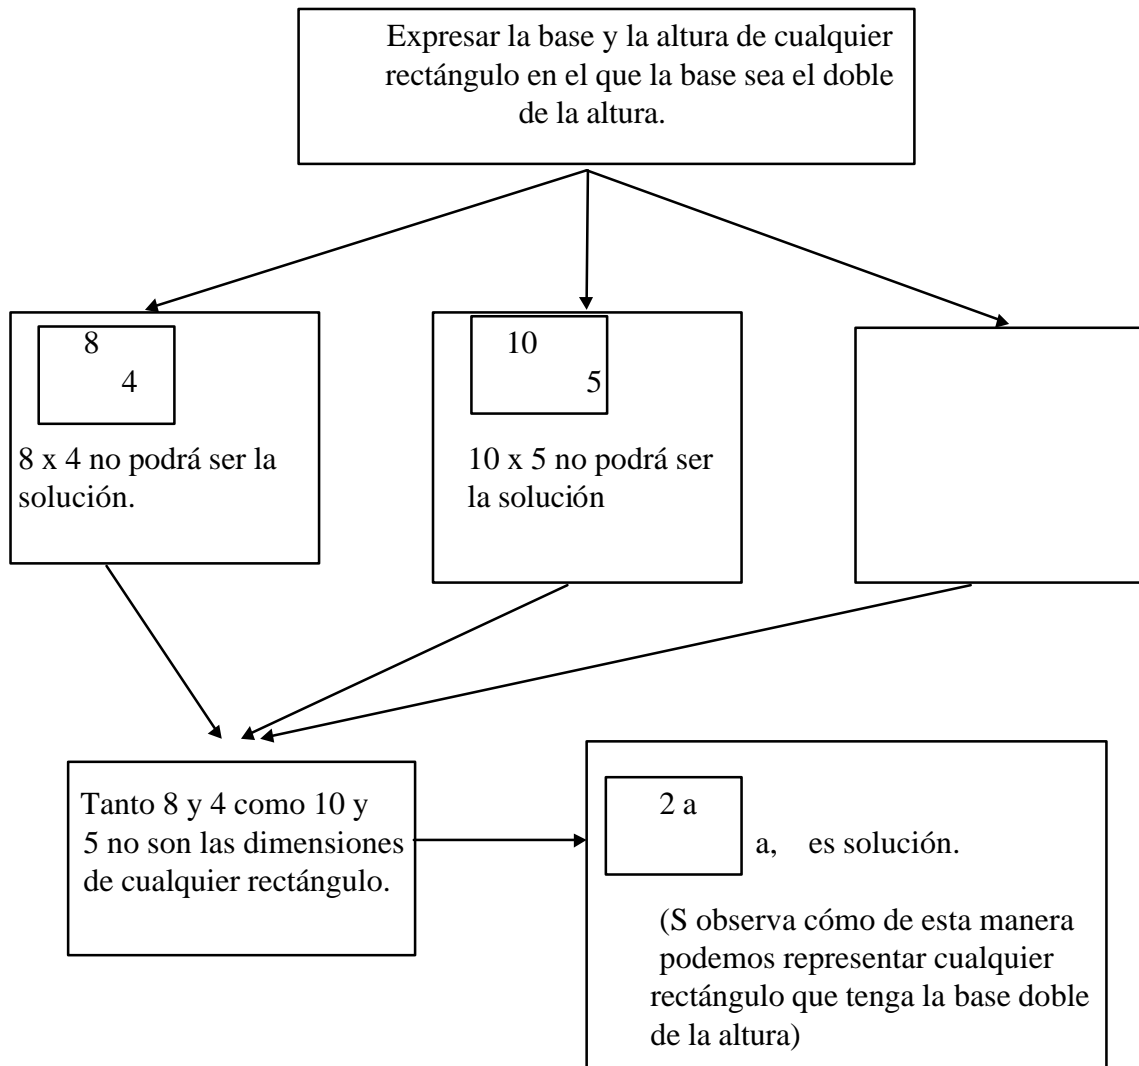 Expresar la base y la altura de cualquier
rectángulo en el que la base sea el doble
de la altura.
8
4
8 x 4 no podrá ser la
solución.
10
5
10 x 5 no podrá ser
la solución
Tanto 8 y 4 como 10 y
5 no son las dimensiones
de cualquier rectángulo.
2 a
a, es solución.
(S observa cómo de esta manera
podemos representar cualquier
rectángulo que tenga la base doble
de la altura)